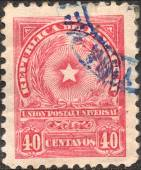 REPUBLICA DEL PARAGUAY
UNION POSTAL UNIVERSAL
40 CENTAVOS 40